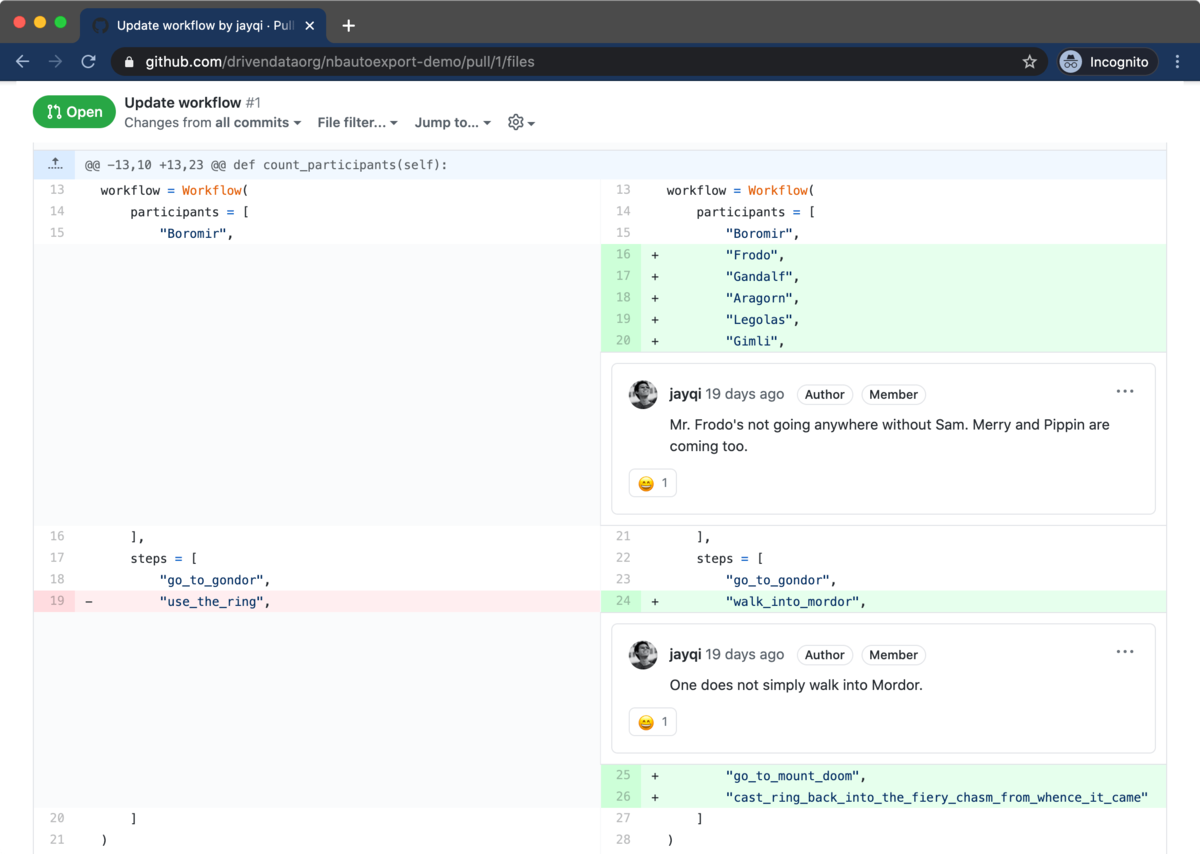 Update workflow by jayqi · Pull
github.com/drivendataorg/nbautoexport-demo/pull/1/files
Incognito
Open
Update workflow #1
Changes from all commits File filter... Jump to...
@@ -13,10 +13,23 @@ def count_participants(self):
13 workflow = Workflow(
14 participants = [
15 "Boromir",
13 workflow = Workflow(
14 participants = [
15 "Boromir",
16 + "Frodo",
17 + "Gandalf",
18 + "Aragorn",
19 + "Legolas",
20 + "Gimli",
jayqi 19 days ago Author Member
Mr. Frodo's not going anywhere without Sam. Merry and Pippin are
coming too.
😄 1
16 ],
17 steps = [
18 "go_to_gondor",
19 - "use_the_ring",
21 ],
22 steps = [
23 "go_to_gondor",
24 + "walk_into_mordor",
jayqi 19 days ago Author Member
One does not simply walk into Mordor.
😄 1
25 + "go_to_mount_doom",
26 + "cast_ring_back_into_the_fiery_chasm_from_whence_it_came"
20 ]
21 )
27 ]
28 )